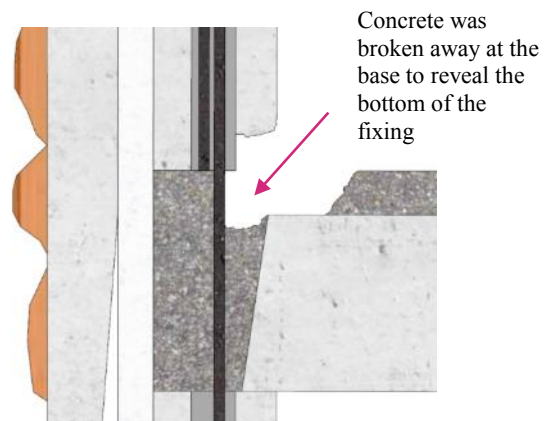 Concrete was
broken away at the
base to reveal the
bottom of the
fixing